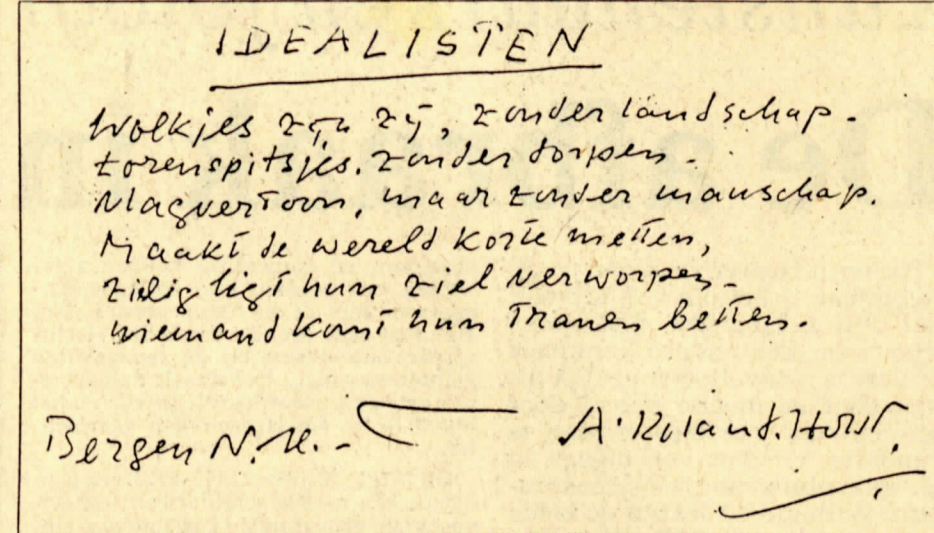 IDEALISTEN
Wolkjes zijn zij, zonder landschap.
torenspitsjes. zonder dorpen.
Vlagvertoon, maar zonder manschap.
Maakt de wereld korte metten,
zielig ligt hun ziel verworpen.
niemand komt hun tranen betten.
Bergen N.H. - A. Roland. Holst.